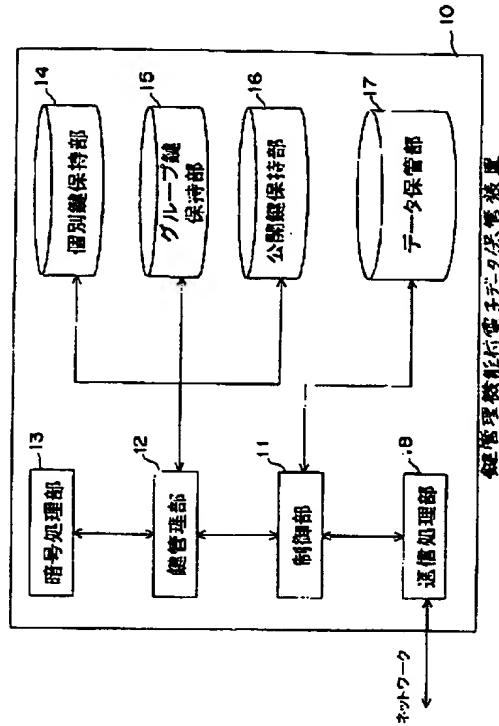 ネットワーク
18
11
12
13
通信処理部
制御部
鍵管理部
暗号処理部
17
16
15
14
データ保管部
公開鍵保持部
グループ鍵
保持部
個別鍵保持部
10
鍵管理機能付電子データ保管装置